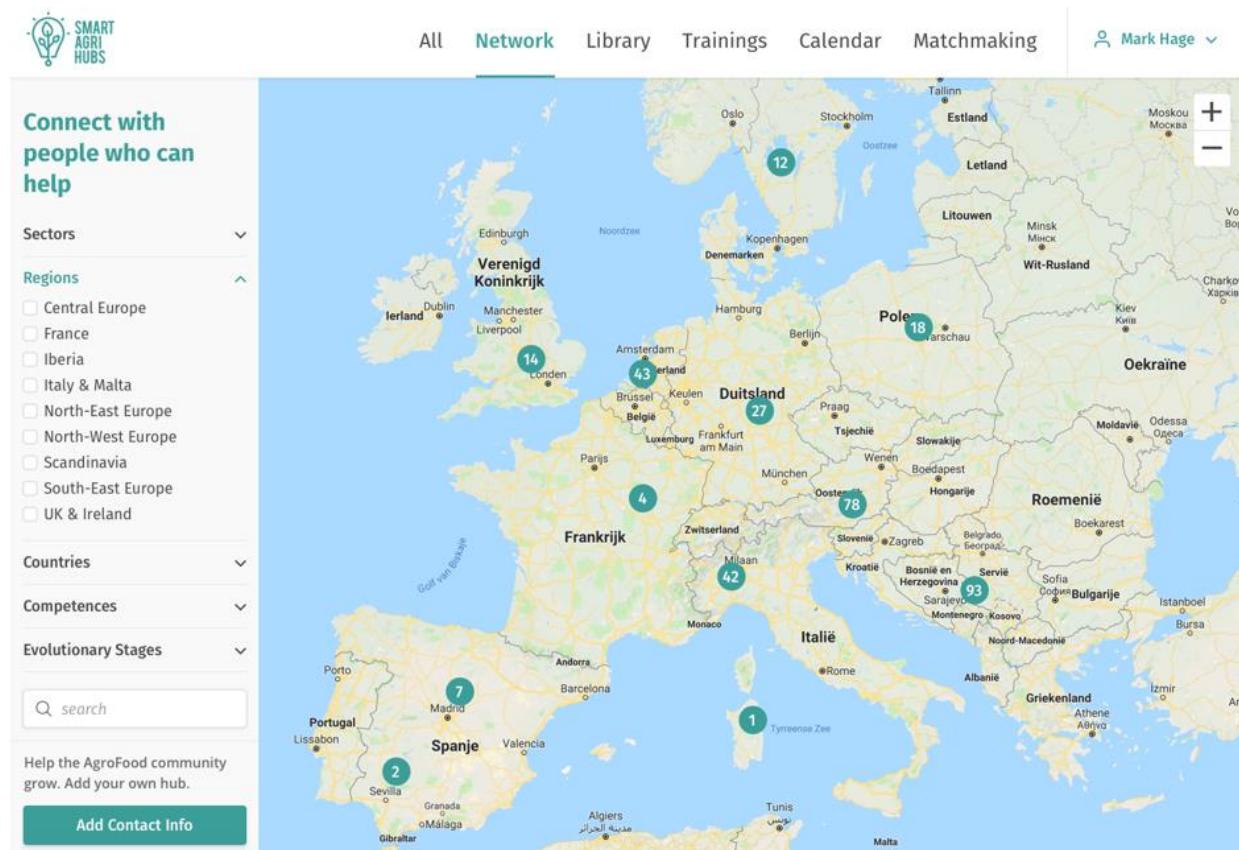 SMART
AGRI
HUBS
All
Network
Library
Trainings
Calendar
Matchmaking
Mark Hage
Connect with
people who can
help
Sectors
Regions
Central Europe
France
Iberia
Italy & Malta
North-East Europe
North-West Europe
Scandinavia
South-East Europe
UK & Ireland
Countries
Competences
Evolutionary Stages
search
Help the AgroFood community
grow. Add your own hub.
Add Contact Info
Tallinn
Oslo
Stockholm
Estland
Moskou
Москва
+
−
Oostzee
12
Letland
Litouwen
Minsk
Мінск
Edinburgh
Noordzee
Kopenhagen
Denemarken
Wit-Rusland
Verenigd
Koninkrijk
Dublin
Ierland
Manchester
Liverpool
Hamburg
18
Kiev
Київ
Berlijn
14
Londen
Amsterdam
43
Oekraïne
Brussel
België
Keulen
Duitsland
27
Praag
Tsjechië
Luxemburg
Frankfurt
am Main
Moldavië
Odessa
Одеса
Slowakije
Parijs
München
Wenen
Boedapest
Hongarije
4
78
Roemenië
Frankrijk
Zwitserland
Slovenië
Zagreb
Belgrado
Београд
Boekarest
Golf van Biskaje
Milaan
42
Kroatië
Bosnië en
Herzegovina
Servië
93
Sarajevo
Sofia
София
Bulgarije
Montenegro
Kosovo
Istanboel
Bursa
Monaco
Italië
Noord-Macedonië
Andorra
Rome
Albanië
Porto
7
Madrid
Barcelona
Griekenland
Izmir
Athene
Αθήνα
Portugal
Lissabon
1
Tyrreense Zee
Spanje
Valencia
2
Sevilla
Granada
Málaga
Gibraltar
Algiers
مدينة الجزائر
Tunis
تونس
Malta